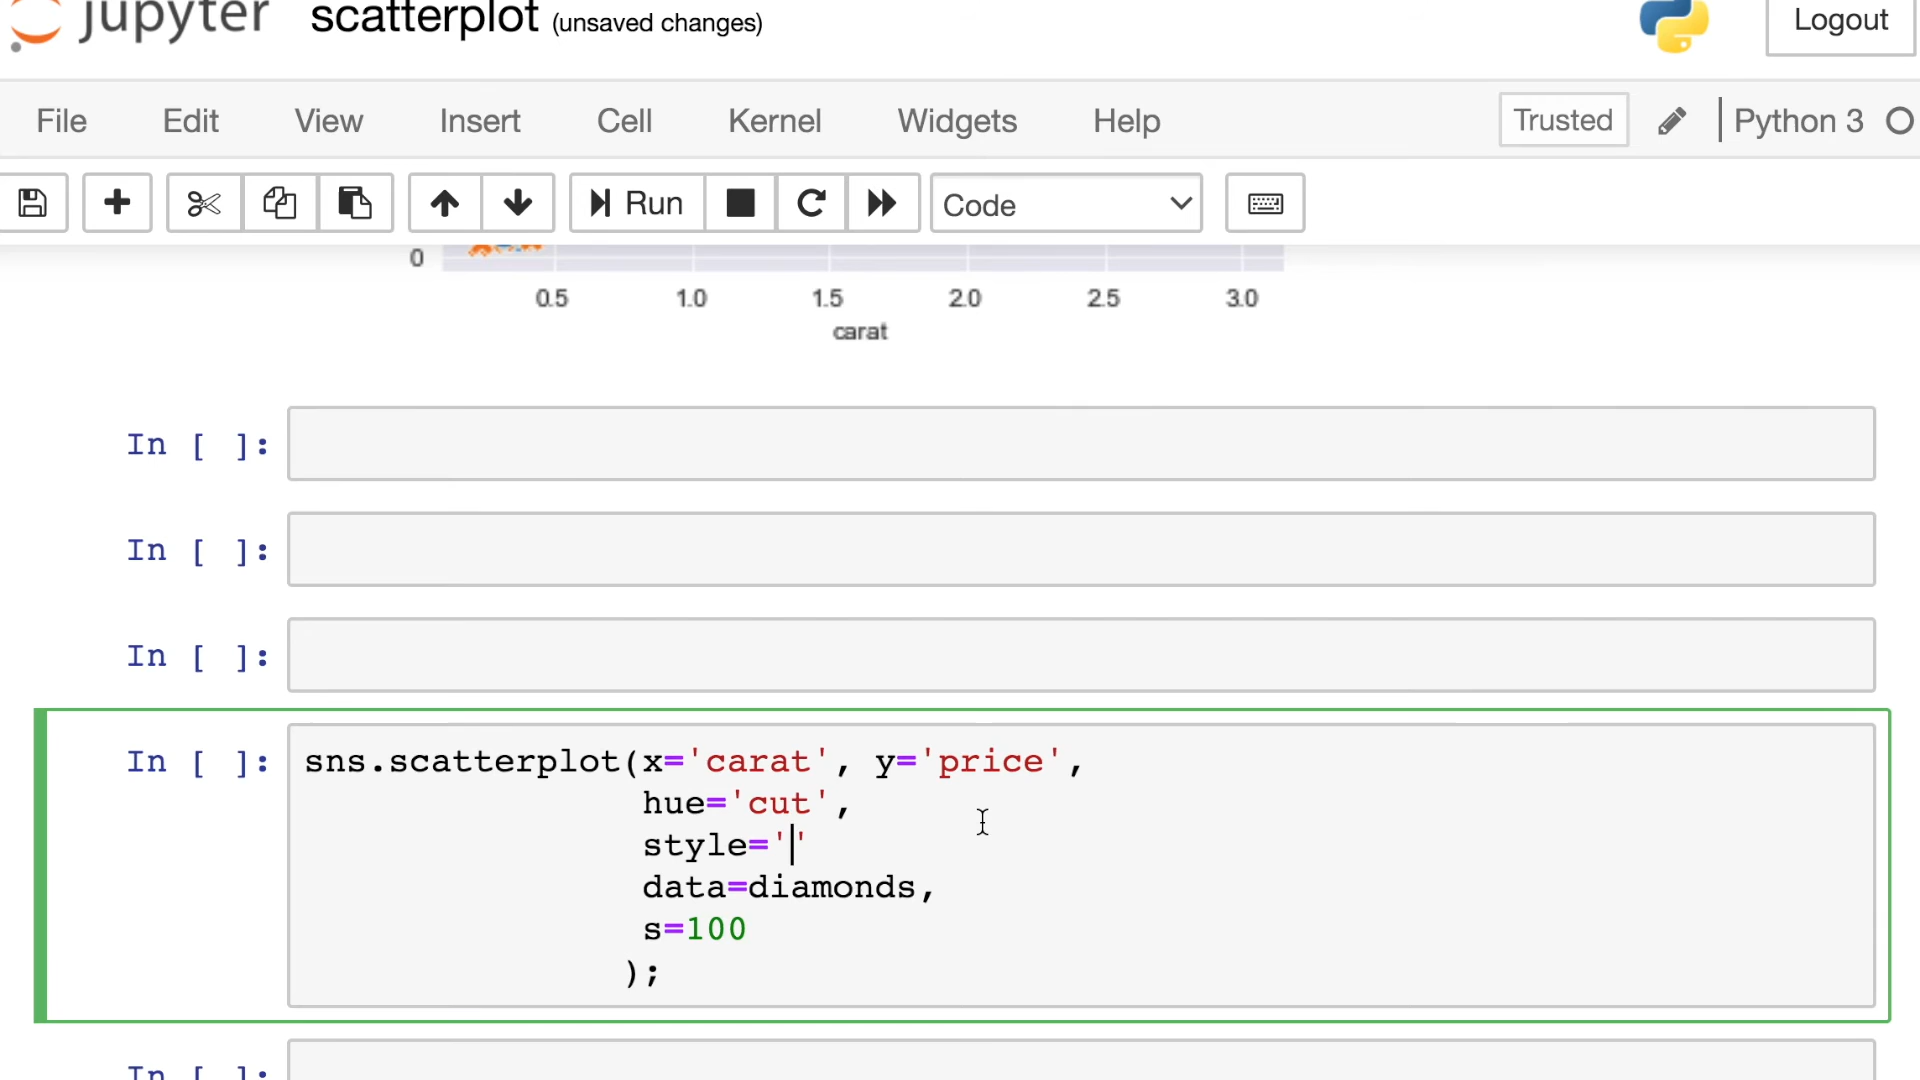 jupyter scatterplot (unsaved changes) Logout
File Edit View Insert Cell Kernel Widgets Help Trusted Python 3
Run Code
0
0.5 1.0 1.5 2.0 2.5 3.0
carat
In [ ]:
In [ ]:
In [ ]:
In [ ]: sns.scatterplot(x='carat', y='price',
hue='cut',
style=''
data=diamonds,
s=100
);
In [ ]: